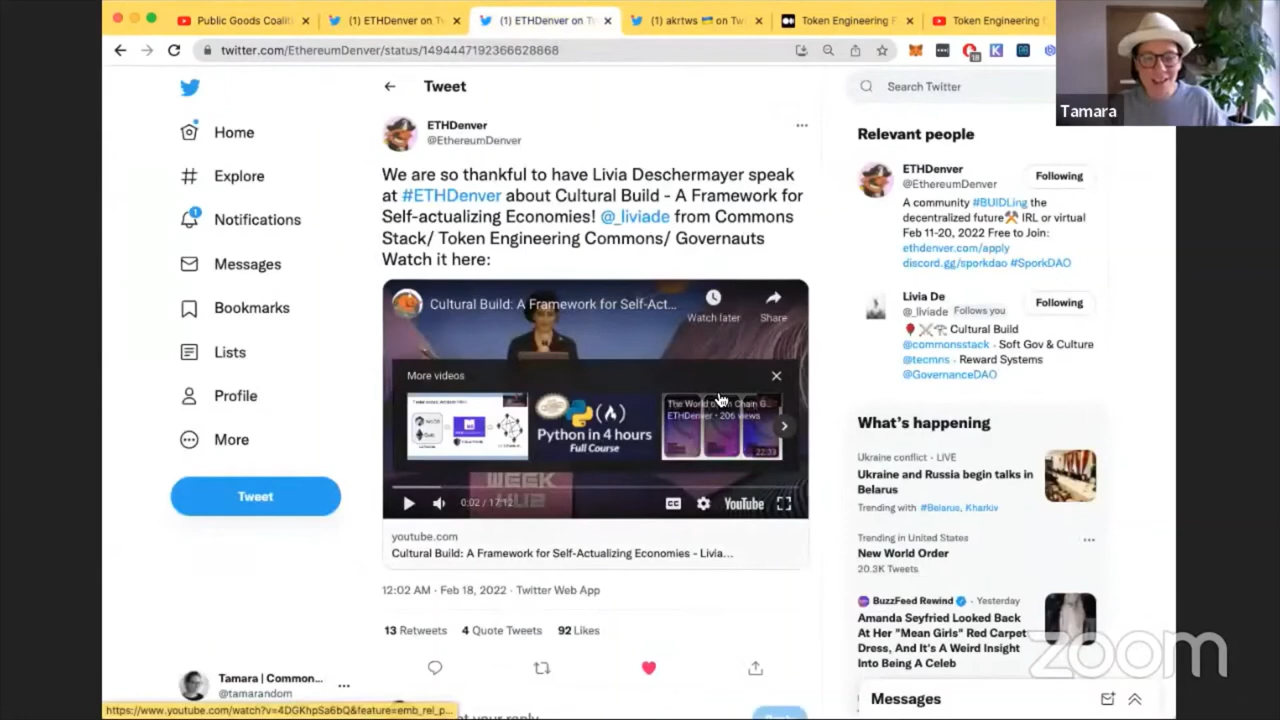 Public Goods Coalit
(1) ETHDenver on Tw
(1) ETHDenver on Tw
(1) akrtws 🇺🇦 on Tw
Token Engineering F
Token Engineering
twitter.com/EthereumDenver/status/1494447192366628868
Tamara
Tweet
Search Twitter
Home
Explore
Notifications
Messages
Bookmarks
Lists
Profile
More
Tweet
ETHDenver
@EthereumDenver
We are so thankful to have Livia Deschermayer speak
at #ETHDenver about Cultural Build - A Framework for
Self-actualizing Economies! @_liviade from Commons
Stack/ Token Engineering Commons/ Governauts
Watch it here:
Cultural Build: A Framework for Self-Act...
Watch later
Share
More videos
Python in 4 hours
Full Course
ETHDenver • 206 views
22:33
WEEK
0:02 / 17:12
CC
YouTube
youtube.com
Cultural Build: A Framework for Self-Actualizing Economies - Livia...
12:02 AM · Feb 18, 2022 · Twitter Web App
13 Retweets 4 Quote Tweets 92 Likes
Relevant people
ETHDenver
@EthereumDenver
Following
A community #BUIDLing the
decentralized future⚒️ IRL or virtual
Feb 11-20, 2022 Free to Join:
ethdenver.com/apply
discord.gg/sporkdao #SporkDAO
Livia De
@_liviade Follows you
Following
Cultural Build
@commonsstack · Soft Gov & Culture
@tecmns · Reward Systems
@GovernanceDAO
What's happening
Ukraine conflict · LIVE
Ukraine and Russia begin talks in
Belarus
Trending with #Belarus, Kharkiv
Trending in United States
New World Order
20.3K Tweets
BuzzFeed Rewind · Yesterday
Amanda Seyfried Looked Back
At Her "Mean Girls" Red Carpet
Dress, And It's A Weird Insight
Into Being A Celeb
Messages
Tamara | Common...
@tamarandom
https://www.youtube.com/watch?v=4DGKhpSa6bQ&feature=emb_rel_p...
zoom